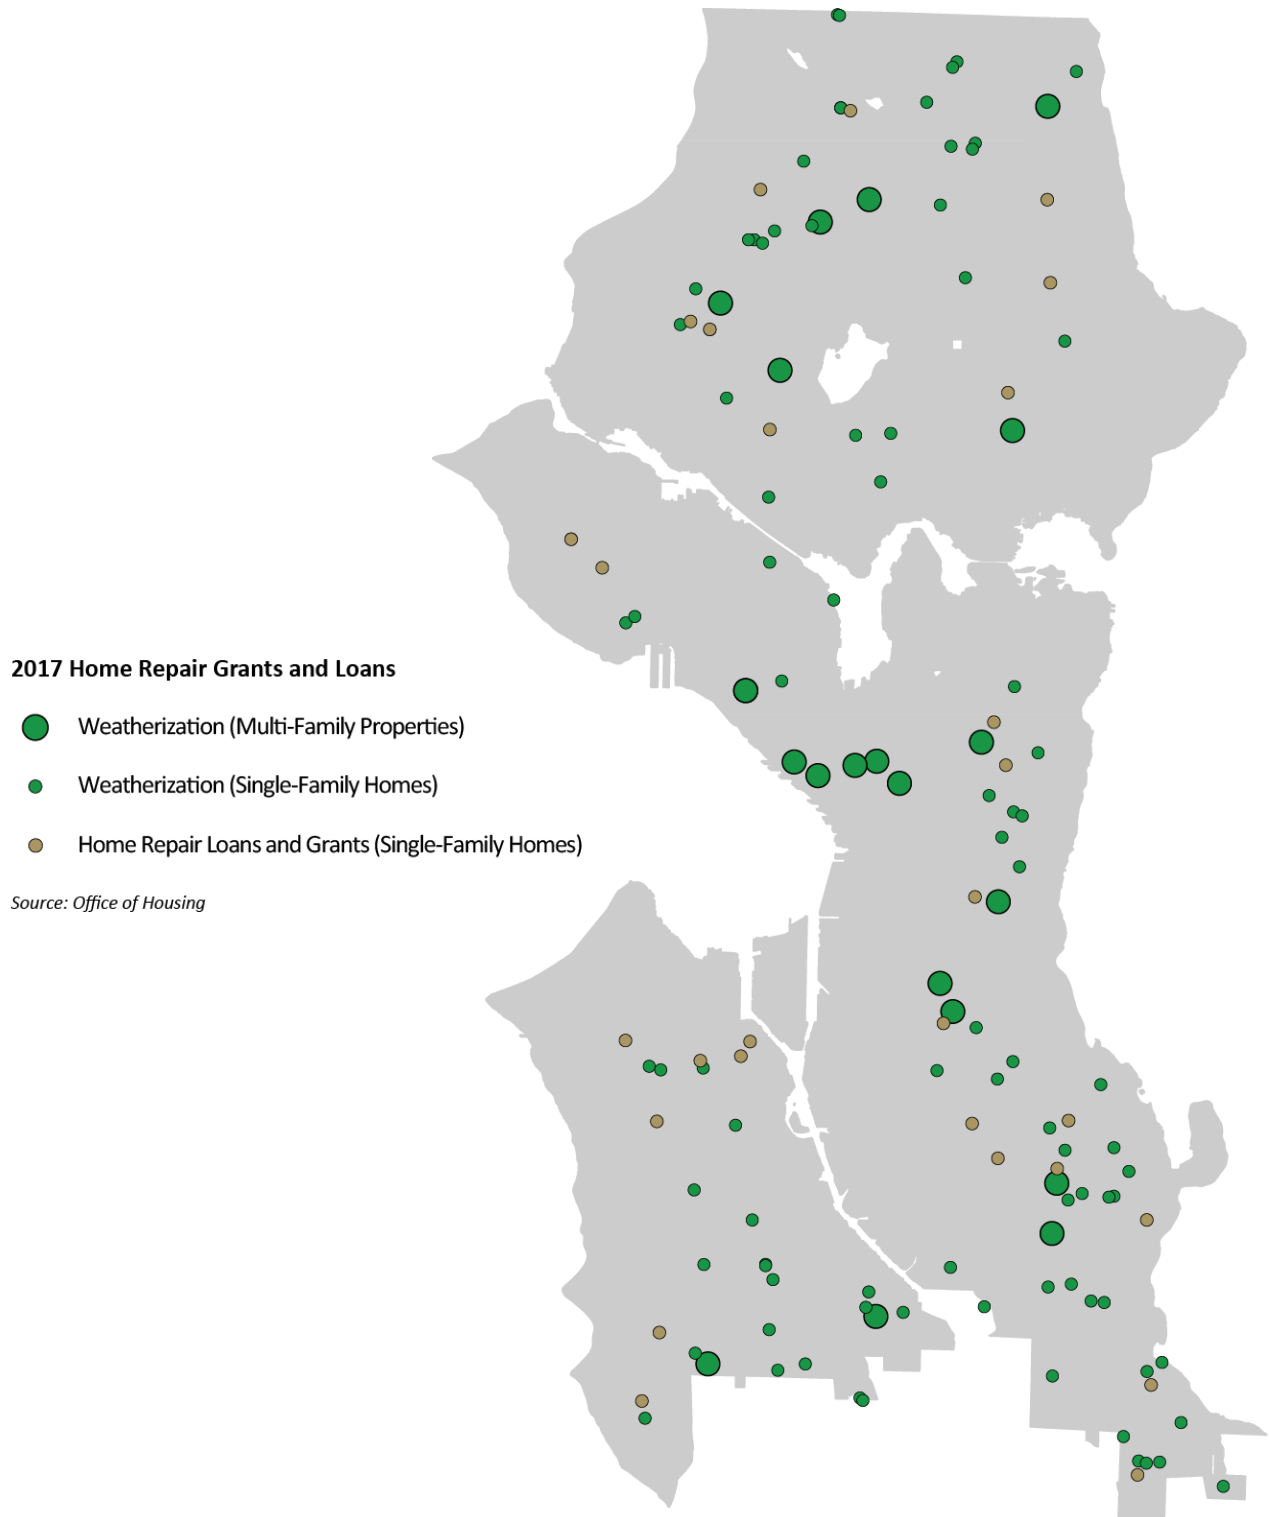 2017 Home Repair Grants and Loans
Weatherization (Multi-Family Properties)
Weatherization (Single-Family Homes)
Home Repair Loans and Grants (Single-Family Homes)
Source: Office of Housing